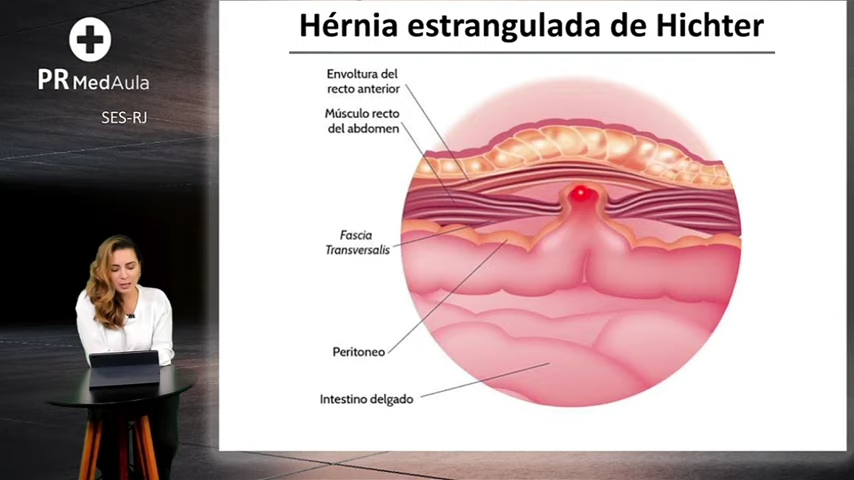 PR MedAula
SES-RJ
Hérnia estrangulada de Hichter
Envoltura del
recto anterior
Músculo recto
del abdomen
Fascia
Transversalis
Peritoneo
Intestino delgado